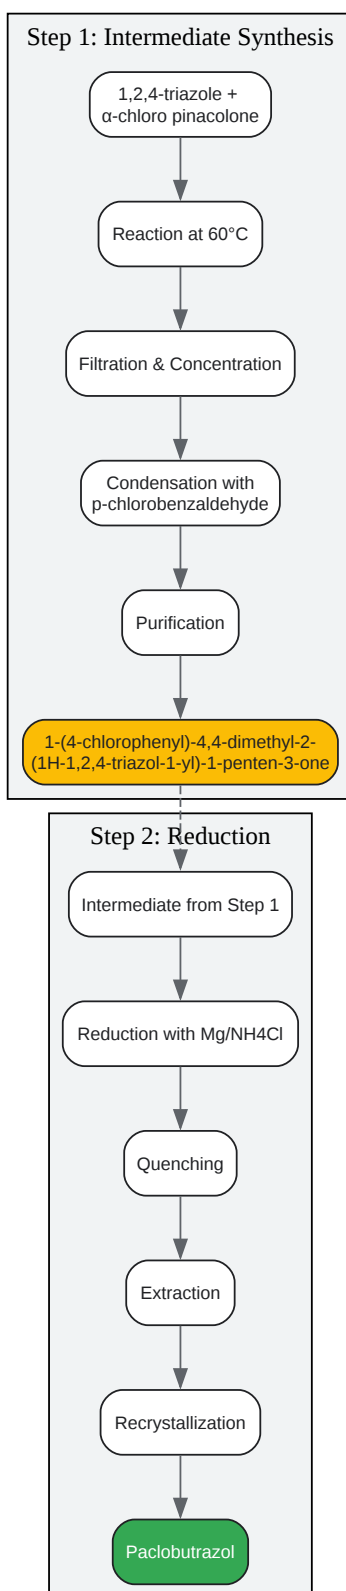 Step 1: Intermediate Synthesis
1,2,4-triazole +
α-chloro pinacolone
Reaction at 60°C
Filtration & Concentration
Condensation with
p-chlorobenzaldehyde
Purification
1-(4-chlorophenyl)-4,4-dimethyl-2-
(1H-1,2,4-triazol-1-yl)-1-penten-3-one
Step 2: Reduction
Intermediate from Step 1
Reduction with Mg/NH4Cl
Quenching
Extraction
Recrystallization
Paclobutrazol